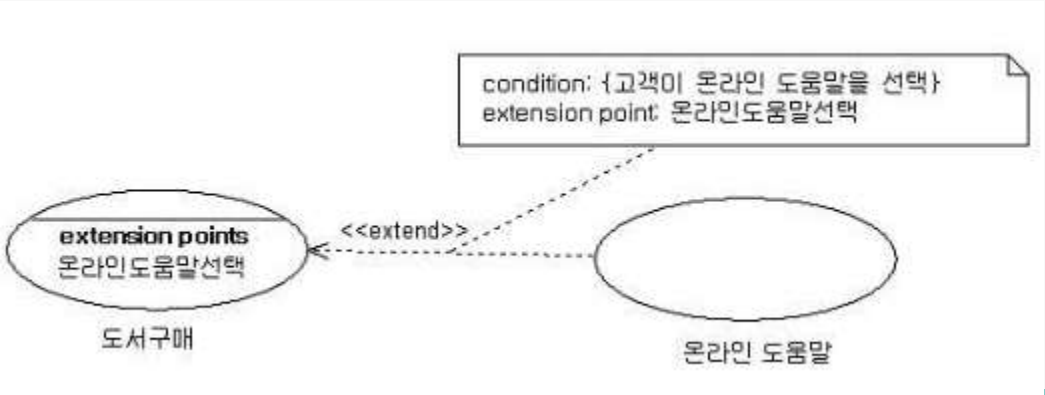 condition: {고객이 온라인 도움말을 선택}
extension point: 온라인도움말선택
<<extend>>
extension points
온라인도움말선택
도서구매
온라인 도움말